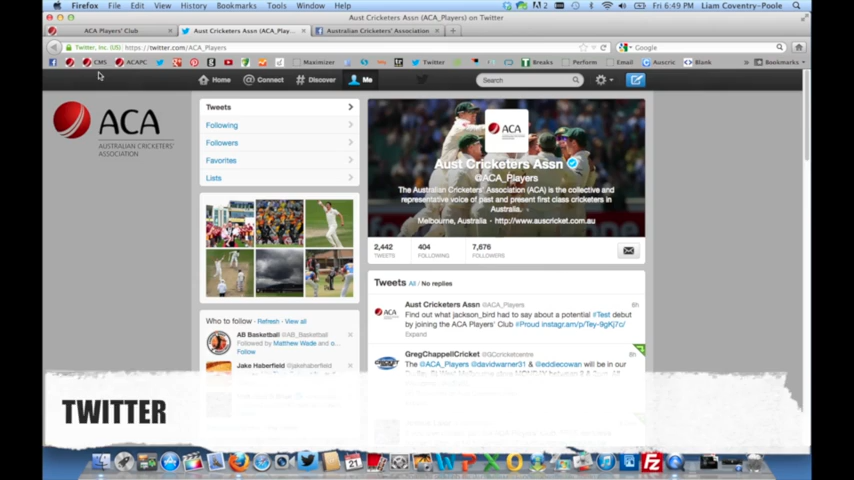 Firefox File Edit View History Bookmarks Tools Window Help
2 Fri 6:49 PM Liam Coventry-Poole
Aust Cricketers Assn (ACA_Players) on Twitter
ACA Players' Club
Aust Cricketers Assn (ACA_Play...
Facebook Australian Cricketers' Association
Twitter, Inc. (US) https://twitter.com/ACA_Players
Google
CMS ACAPC Maximizer Twitter Breaks Perform Email Auscric Blank Bookmarks
Home Connect Discover Me
Search
ACA
AUSTRALIAN CRICKETERS'
ASSOCIATION
Tweets
Following
Followers
Favorites
Lists
ACA
Aust Cricketers Assn
@ACA_Players
The Australian Cricketers' Association (ACA) is the collective and
representative voice of past and present first class cricketers in
Australia.
Melbourne, Australia · http://www.auscricket.com.au
2,442 404 7,676
TWEETS FOLLOWING FOLLOWERS
Tweets All / No replies
Aust Cricketers Assn @ACA_Players 6h
Find out what jackson_bird had to say about a potential #Test debut
by joining the ACA Players' Club #Proud instagr.am/p/Tey-9gKj7c/
Expand
GregChappellCricket @GCcricketcentre 8h
The @ACA_Players @davidwarner31 & @eddiecowan will be in our
Who to follow · Refresh · View all
AB Basketball @AB_Basketball
Followed by Matthew Wade and o...
Follow
Jake Haberfield @jakehaberfield
TWITTER